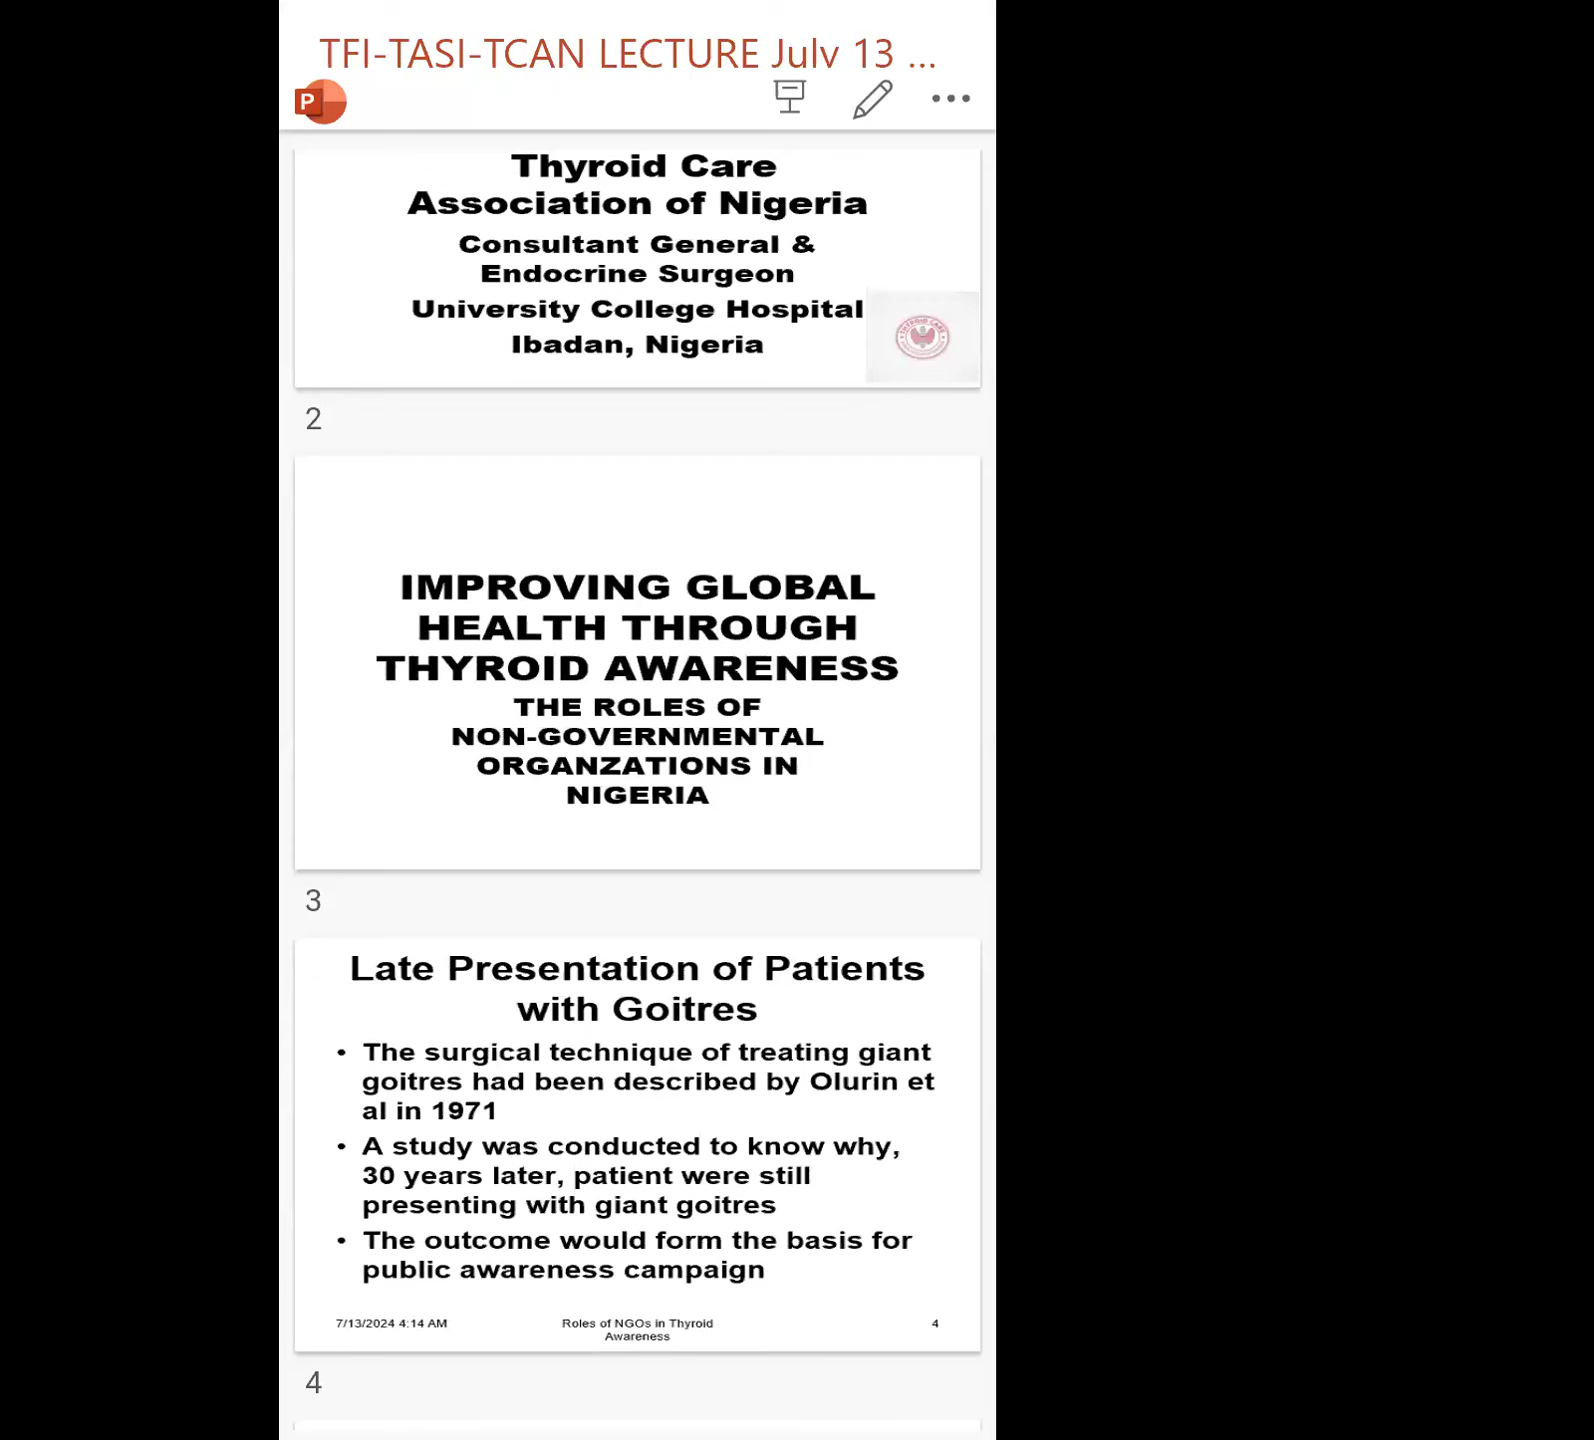 TFI-TASI-TCAN LECTURE July 13 ...
P
Thyroid Care
Association of Nigeria
Consultant General &
Endocrine Surgeon
University College Hospital
Ibadan, Nigeria
THYROID CARE
2
IMPROVING GLOBAL
HEALTH THROUGH
THYROID AWARENESS
THE ROLES OF
NON-GOVERNMENTAL
ORGANZATIONS IN
NIGERIA
3
Late Presentation of Patients
with Goitres
• The surgical technique of treating giant
goitres had been described by Olurin et
al in 1971
• A study was conducted to know why,
30 years later, patient were still
presenting with giant goitres
• The outcome would form the basis for
public awareness campaign
7/13/2024 4:14 AM
Roles of NGOs in Thyroid
Awareness
4
4